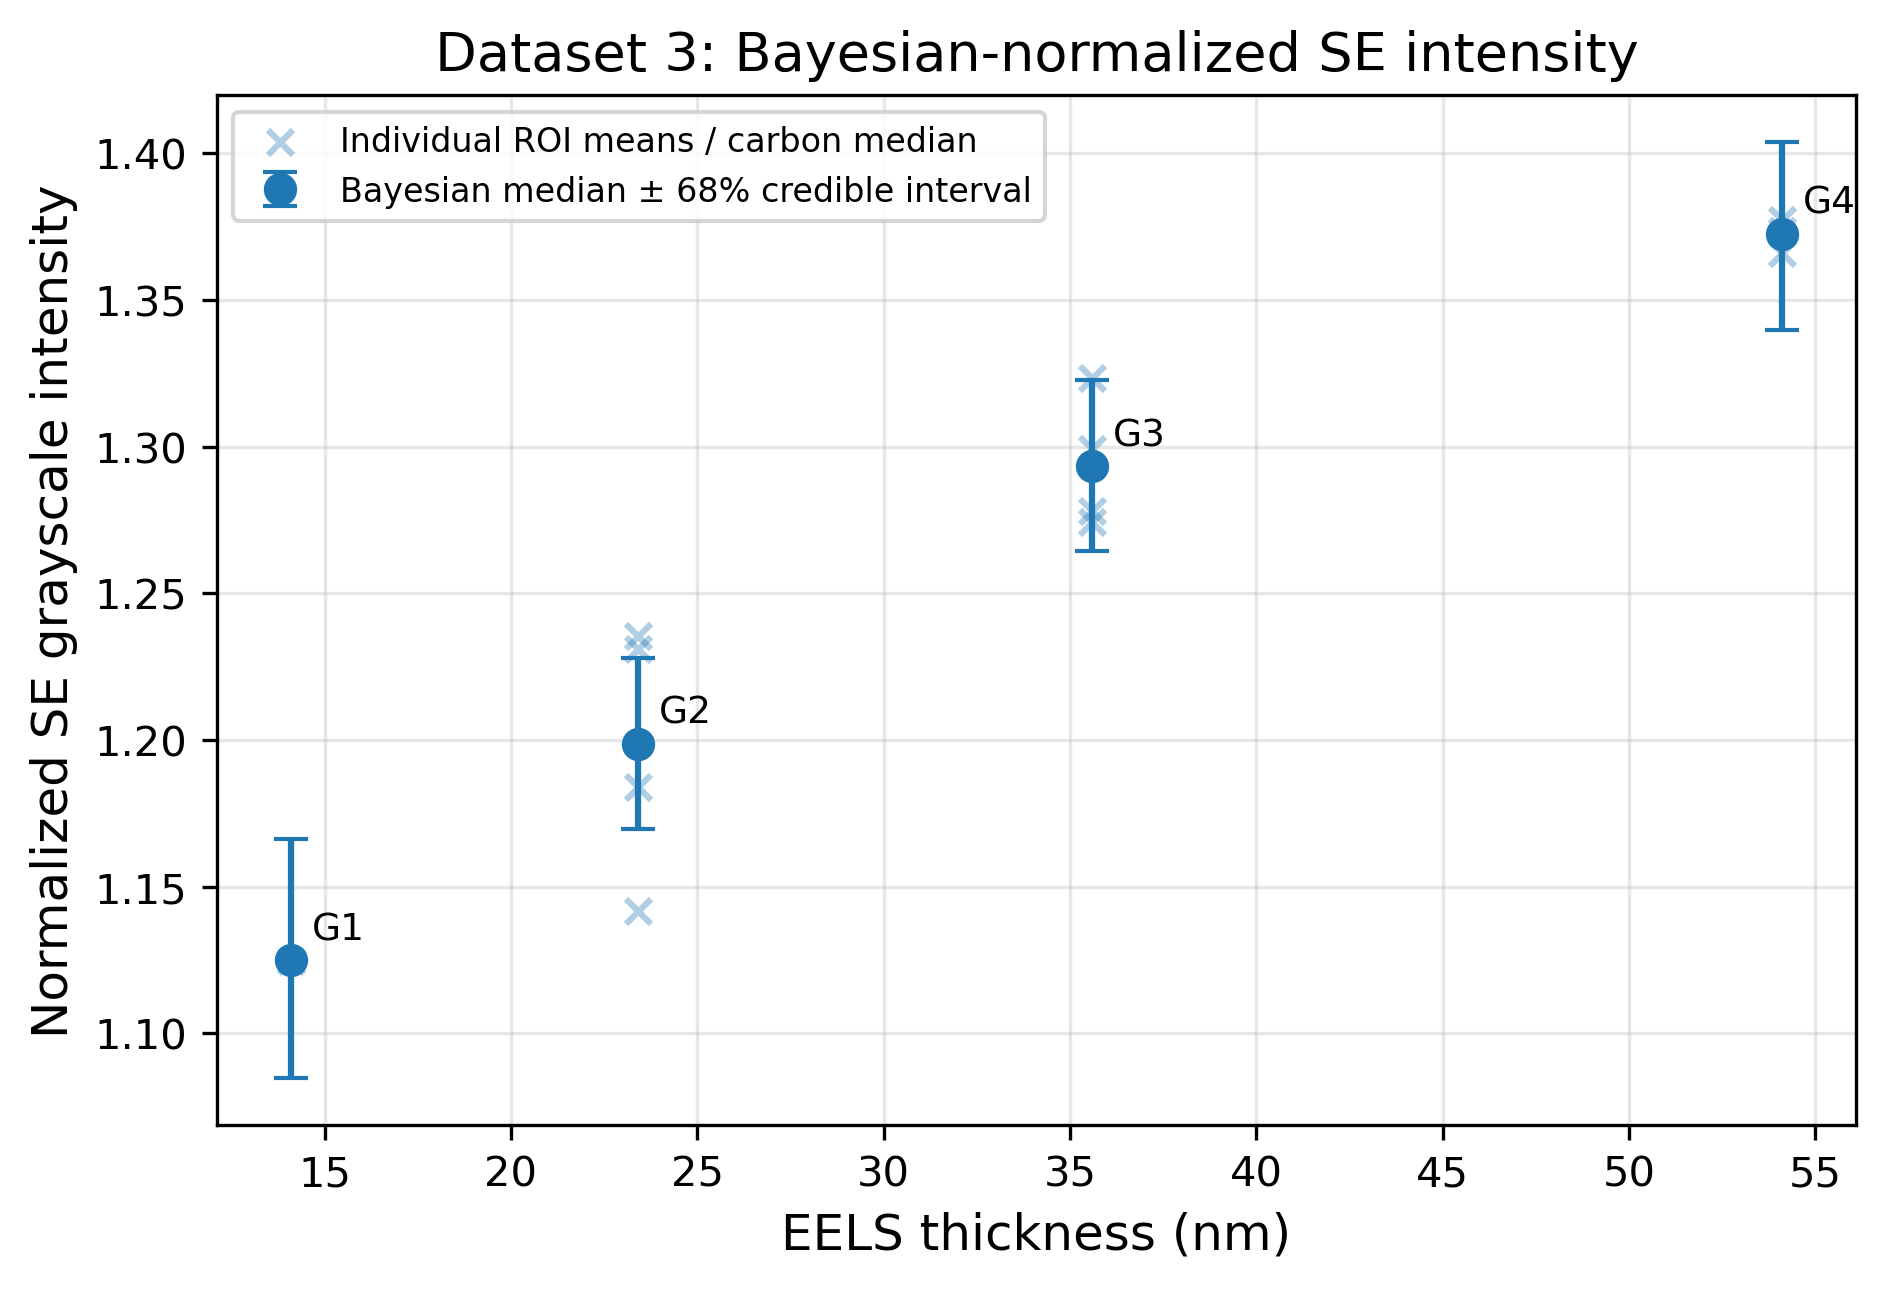 Dataset 3: Bayesian-normalized SE intensity
Individual ROI means / carbon median
Bayesian median ± 68% credible interval
Normalized SE grayscale intensity
1.40
1.35
1.30
1.25
1.20
1.15
1.10
G4
G3
G2
G1
15 20 25 30 35 40 45 50 55
EELS thickness (nm)